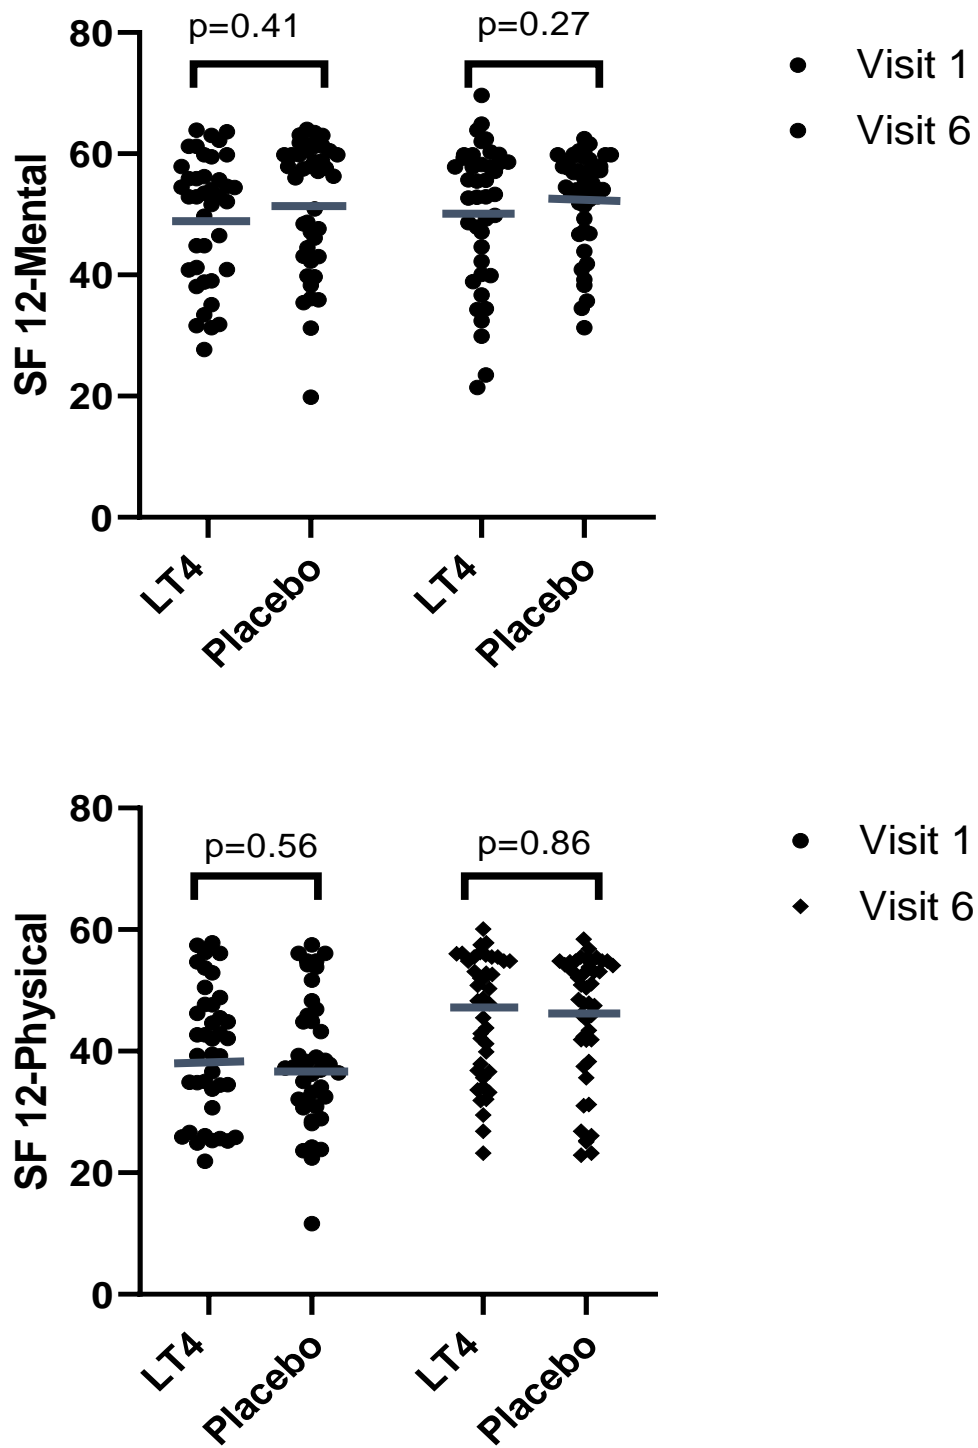 p=0.41
p=0.27
Visit 1
Visit 6
SF 12-Mental
80
60
40
20
0
LT4
Placebo
LT4
Placebo
p=0.56
p=0.86
Visit 1
Visit 6
SF 12-Physical
80
60
40
20
0
LT4
Placebo
LT4
Placebo